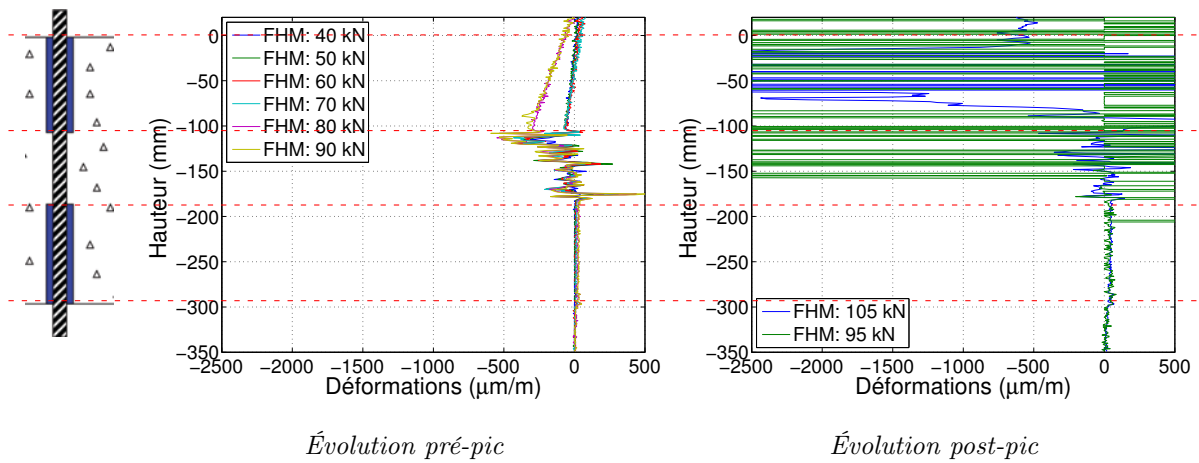 0
−50
−100
−150
−200
−250
−300
−350
Hauteur (mm)
FHM: 40 kN
FHM: 50 kN
FHM: 60 kN
FHM: 70 kN
FHM: 80 kN
FHM: 90 kN
−2500 −2000 −1500 −1000 −500 0 500
Déformations (µm/m)
Évolution pré-pic
0
−50
−100
−150
−200
−250
−300
−350
Hauteur (mm)
FHM: 105 kN
FHM: 95 kN
−2500 −2000 −1500 −1000 −500 0 500
Déformations (µm/m)
Évolution post-pic